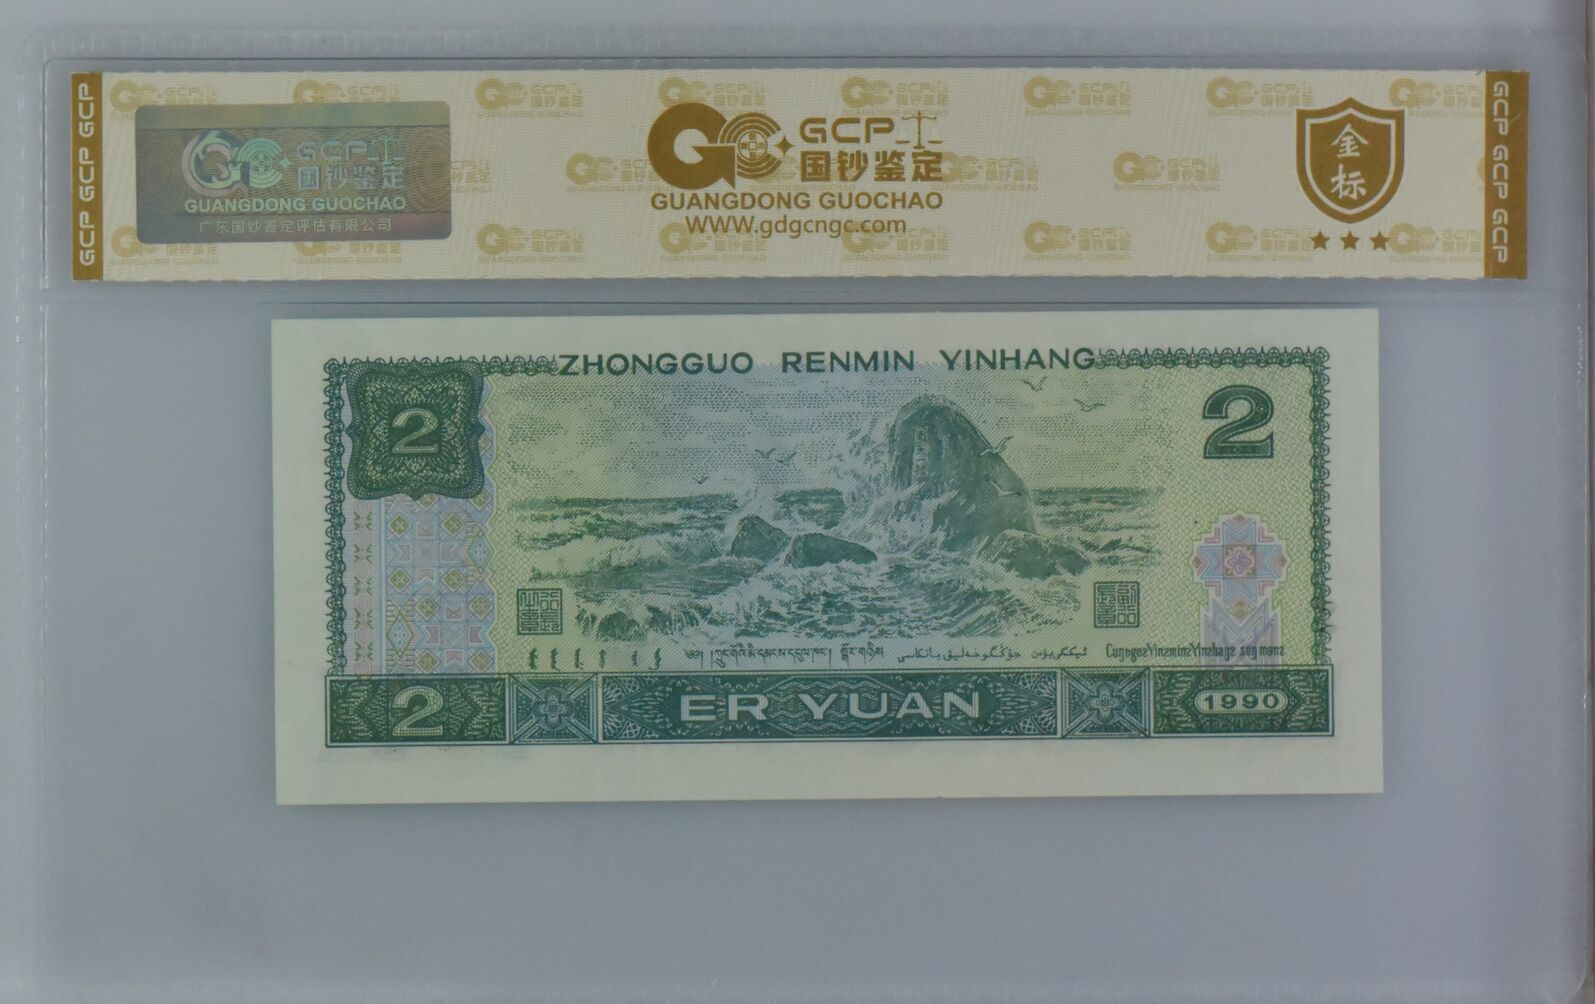 GCP GCP GCP
GCP
国钞鉴定
GUANGDONG GUOCHAO
广东国钞鉴定评估有限公司
GCP
国钞鉴定
GUANGDONG GUOCHAO
WWW.gdgcngc.com
金标
GCP GCP GCP
ZHONGGUO RENMIN YINHANG
2
2
2
ER YUAN
1990